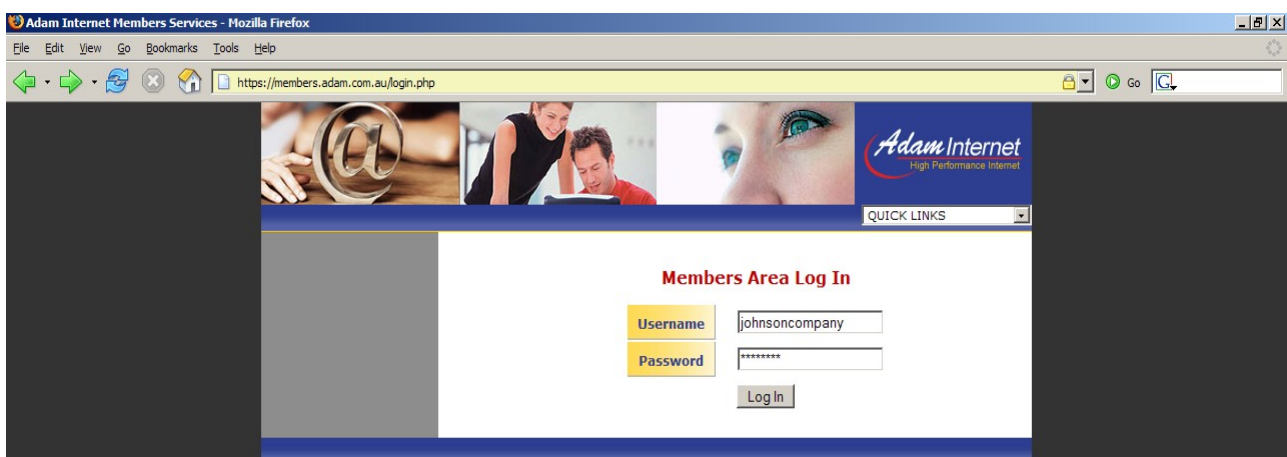 Adam Internet Members Services - Mozilla Firefox
File Edit View Go Bookmarks Tools Help
https://members.adam.com.au/login.php
Go
G
@
Adam Internet
High Performance Internet
QUICK LINKS
Members Area Log In
Username johnsoncompany
Password ********
Log In